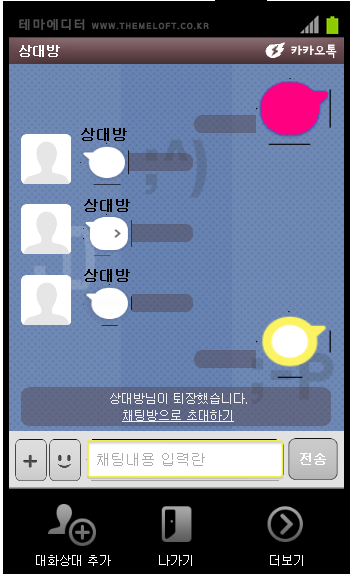 테마에디터 WWW.THEMELOFT.CO.KR
상대방 카카오톡
;^)
상대방
상대방
:D
상대방
;-P
상대방님이 퇴장했습니다.
채팅방으로 초대하기
채팅내용 입력란 전송
대화상대 추가 나가기 더보기